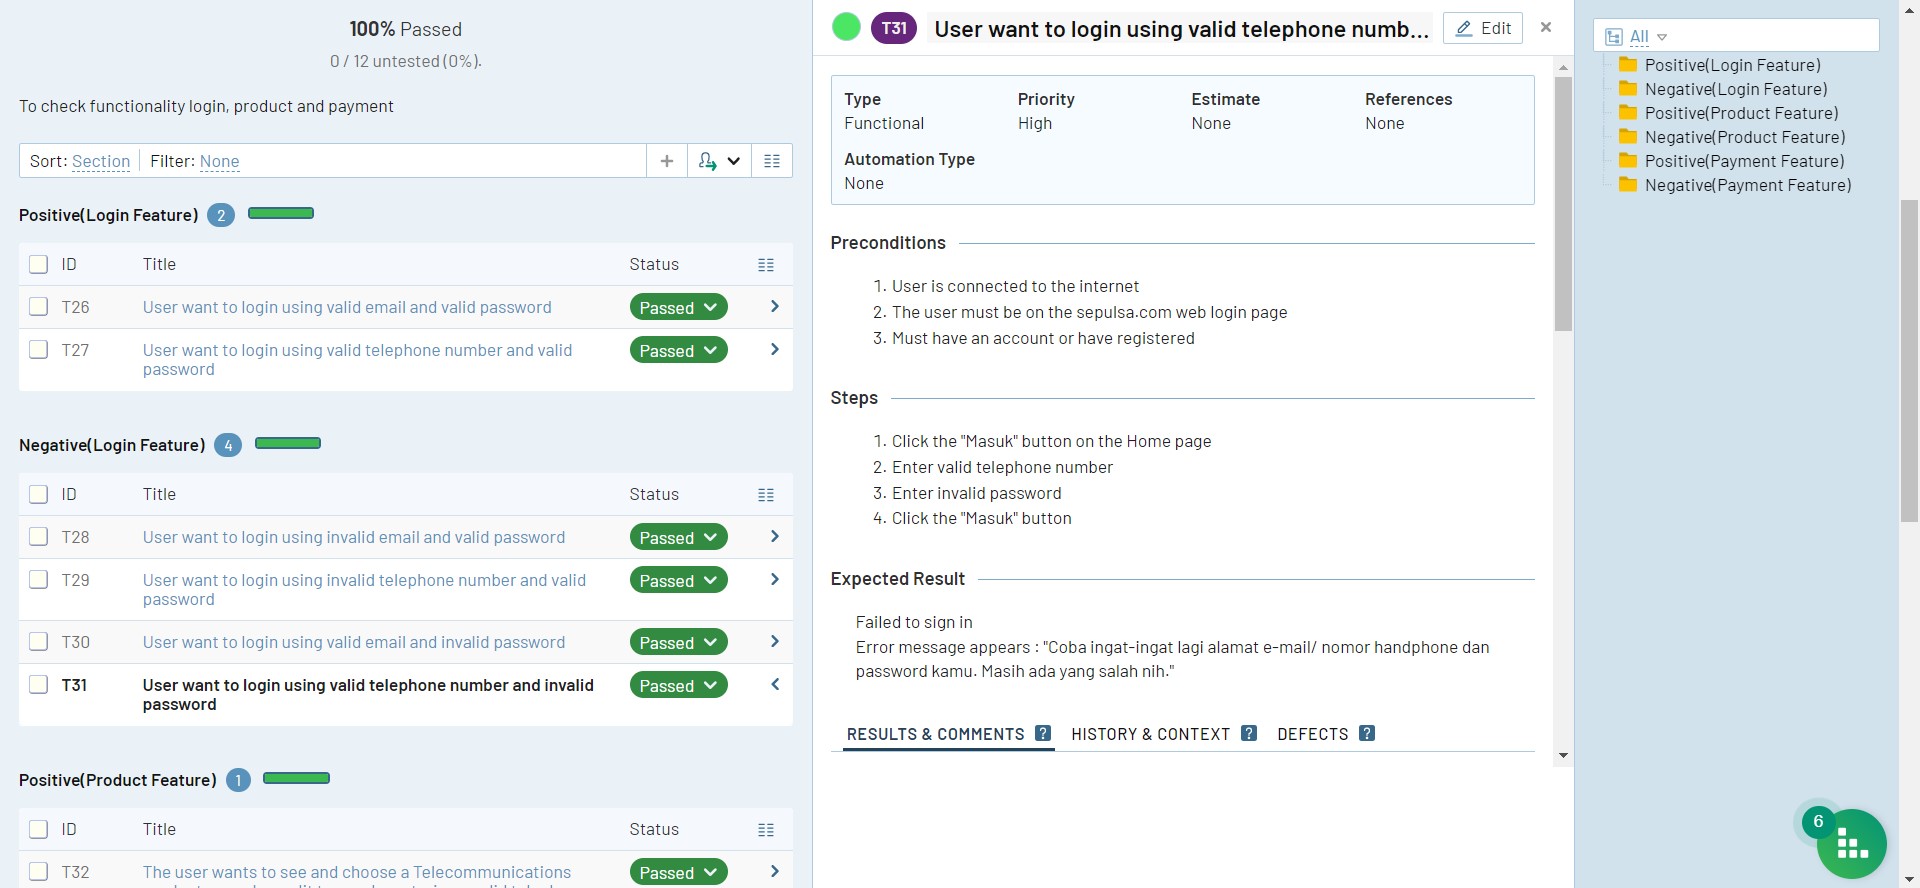 100% Passed
0 / 12 untested (0%).
To check functionality login, product and payment
Sort: Section Filter: None
Positive(Login Feature) 2
ID Title Status
T26 User want to login using valid email and valid password Passed
T27 User want to login using valid telephone number and valid Passed
password
Negative(Login Feature) 4
ID Title Status
T28 User want to login using invalid email and valid password Passed
T29 User want to login using invalid telephone number and valid Passed
password
T30 User want to login using valid email and invalid password Passed
T31 User want to login using valid telephone number and invalid Passed
password
Positive(Product Feature) 1
ID Title Status
T32 The user wants to see and choose a Telecommunications Passed
T31 User want to login using valid telephone numb... Edit
Type Priority Estimate References
Functional High None None
Automation Type
None
Preconditions
1. User is connected to the internet
2. The user must be on the sepulsa.com web login page
3. Must have an account or have registered
Steps
1. Click the "Masuk" button on the Home page
2. Enter valid telephone number
3. Enter invalid password
4. Click the "Masuk" button
Expected Result
Failed to sign in
Error message appears : "Coba ingat-ingat lagi alamat e-mail/ nomor handphone dan
password kamu. Masih ada yang salah nih."
RESULTS & COMMENTS ? HISTORY & CONTEXT ? DEFECTS ?
All
Positive(Login Feature)
Negative(Login Feature)
Positive(Product Feature)
Negative(Product Feature)
Positive(Payment Feature)
Negative(Payment Feature)
6